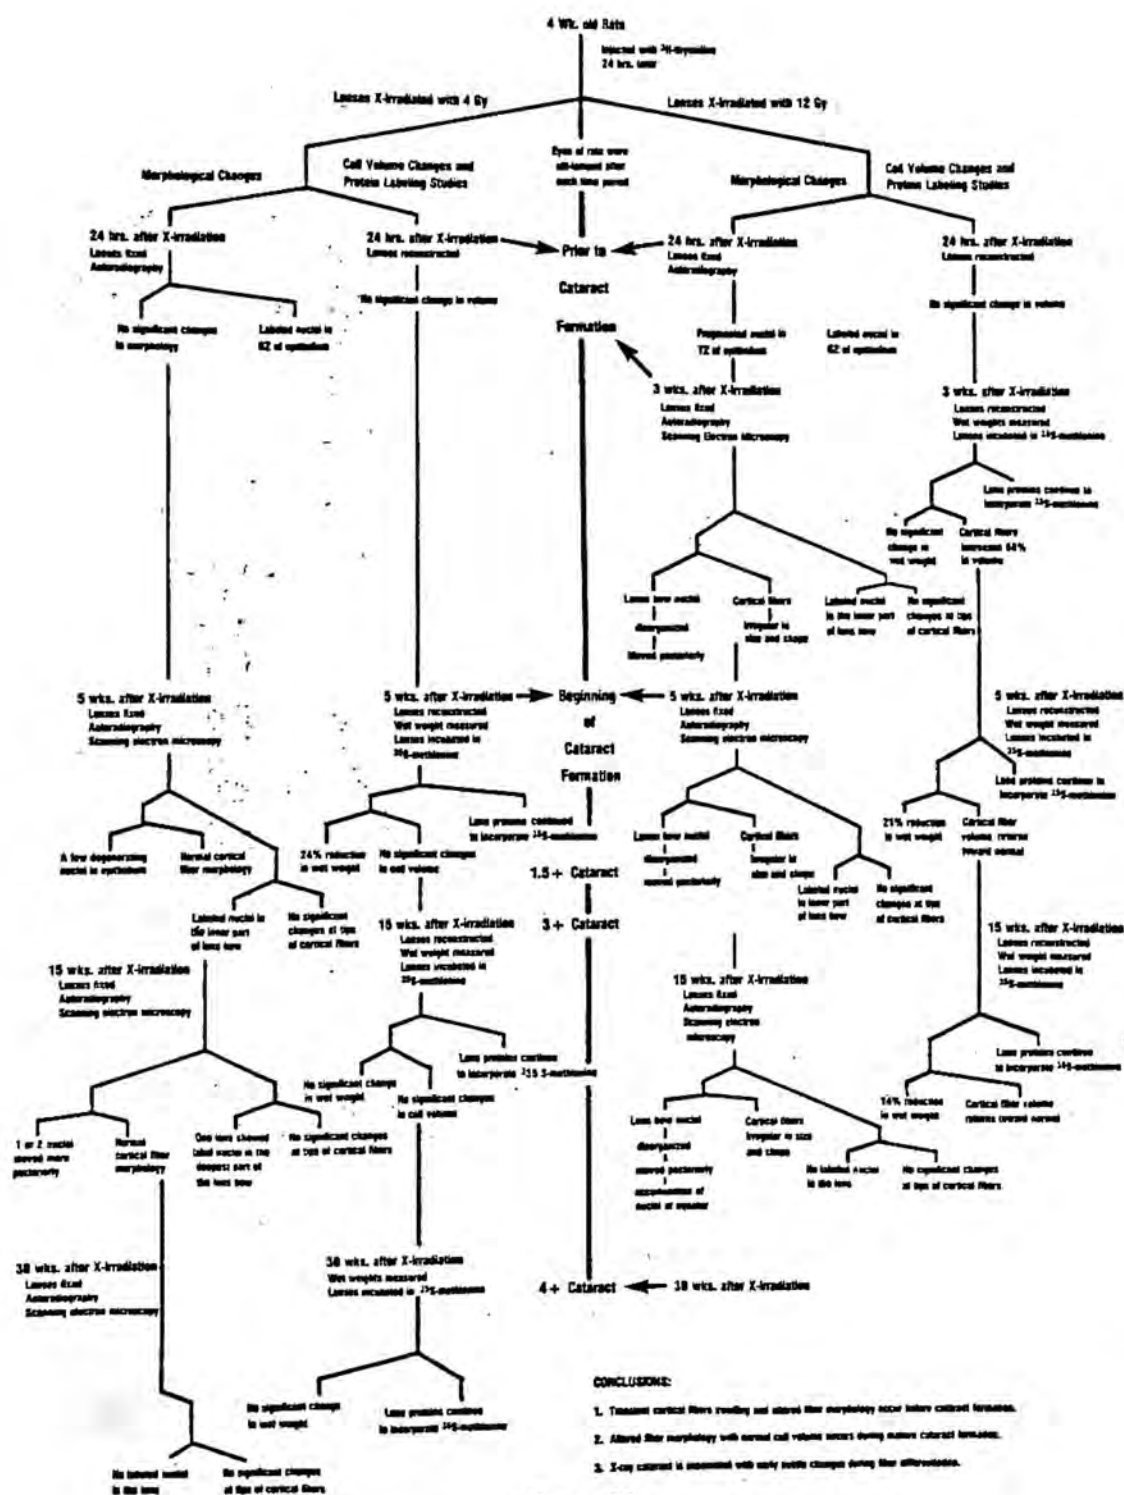 4 Wk. old Rats
Injected with ³H-thymidine
24 hrs. later
Lenses X-irradiated with 4 Gy
Lenses X-irradiated with 12 Gy
Eyes of rats were
slit-lamped after
each time period
Morphological Changes
Cell Volume Changes and
Protein Labeling Studies
Morphological Changes
Cell Volume Changes and
Protein Labeling Studies
24 hrs. after X-irradiation
Lenses fixed
Autoradiography
24 hrs. after X-irradiation
Lenses reconstructed
Prior to
Cataract
Formation
24 hrs. after X-irradiation
Lenses fixed
Autoradiography
24 hrs. after X-irradiation
Lenses reconstructed
No significant changes
in morphology
Labeled nuclei in
GZ of epithelium
No significant change in volume
Fragmented nuclei in
TZ of epithelium
Labeled nuclei in
GZ of epithelium
No significant change in volume
3 wks. after X-irradiation
Lenses fixed
Autoradiography
Scanning Electron Microscopy
3 wks. after X-irradiation
Lenses reconstructed
Wet weights measured
Lenses incubated in ³⁵S-methionine
Lens proteins continue to
incorporate ³⁵S-methionine
No significant
change in
wet weight
Cortical fibers
increased 64%
in volume
Lens bow nuclei
disorganized
Moved posteriorly
Cortical fibers
irregular in
size and shape
Labeled nuclei
in the inner part
of lens bow
No significant
changes at tips
of cortical fibers
5 wks. after X-irradiation
Lenses fixed
Autoradiography
Scanning electron microscopy
5 wks. after X-irradiation
Lenses reconstructed
Wet weight measured
Lenses incubated in
³⁵S-methionine
Beginning
of
Cataract
Formation
5 wks. after X-irradiation
Lenses fixed
Autoradiography
Scanning electron microscopy
5 wks. after X-irradiation
Lenses reconstructed
Wet weight measured
Lenses incubated in
³⁵S-methionine
A few degenerating
nuclei in epithelium
Normal cortical
fiber morphology
Labeled nuclei in
the inner part
of lens bow
No significant
changes at tips
of cortical fibers
24% reduction
in wet weight
No significant changes
in cell volume
Lens proteins continued
to incorporate ³⁵S-methionine
1.5+ Cataract
3+ Cataract
Lens bow nuclei
disorganized
moved posteriorly
Cortical fibers
irregular in
size and shape
Labeled nuclei
in inner part
of lens bow
No significant
changes at tips
of cortical fibers
Lens proteins continue to
incorporate ³⁵S-methionine
21% reduction
in wet weight
Cortical fiber
volume returns
toward normal
15 wks. after X-irradiation
Lenses fixed
Autoradiography
Scanning electron microscopy
15 wks. after X-irradiation
Lenses reconstructed
Wet weight measured
Lenses incubated in
³⁵S-methionine
15 wks. after X-irradiation
Lenses fixed
Autoradiography
Scanning electron
microscopy
15 wks. after X-irradiation
Lenses reconstructed
Wet weight measured
Lenses incubated in
³⁵S-methionine
1 or 2 nuclei
moved more
posteriorly
Normal
cortical fiber
morphology
One lens showed
label nuclei in the
deepest part of
the lens bow
No significant changes
at tips of cortical fibers
No significant change
in wet weight
No significant changes
in cell volume
Lens proteins continue
to incorporate S-methionine
Lens bow nuclei
disorganized
moved posteriorly
accumulation of
nuclei at equator
Cortical fibers
irregular in size
and shape
No labeled nuclei
in the lens
No significant changes
at tips of cortical fibers
14% reduction
in wet weight
Cortical fiber volume
returns toward normal
Lens proteins continue
to incorporate ³⁵S-methionine
38 wks. after X-irradiation
Lenses fixed
Autoradiography
Scanning electron microscopy
38 wks. after X-irradiation
Wet weights measured
Lenses incubated in ³⁵S-methionine
4+ Cataract
38 wks. after X-irradiation
No labeled nuclei
in the lens
No significant changes
at tips of cortical fibers
No significant change
in wet weight
Lens proteins continue
to incorporate ³⁵S-methionine
CONCLUSIONS:
1. Transient cortical fibers swelling and altered fiber morphology occur before cataract formation.
2. Altered fiber morphology with normal cell volume occurs during mature cataract formation.
3. X-ray cataract is associated with early subtle changes during fiber differentiation.